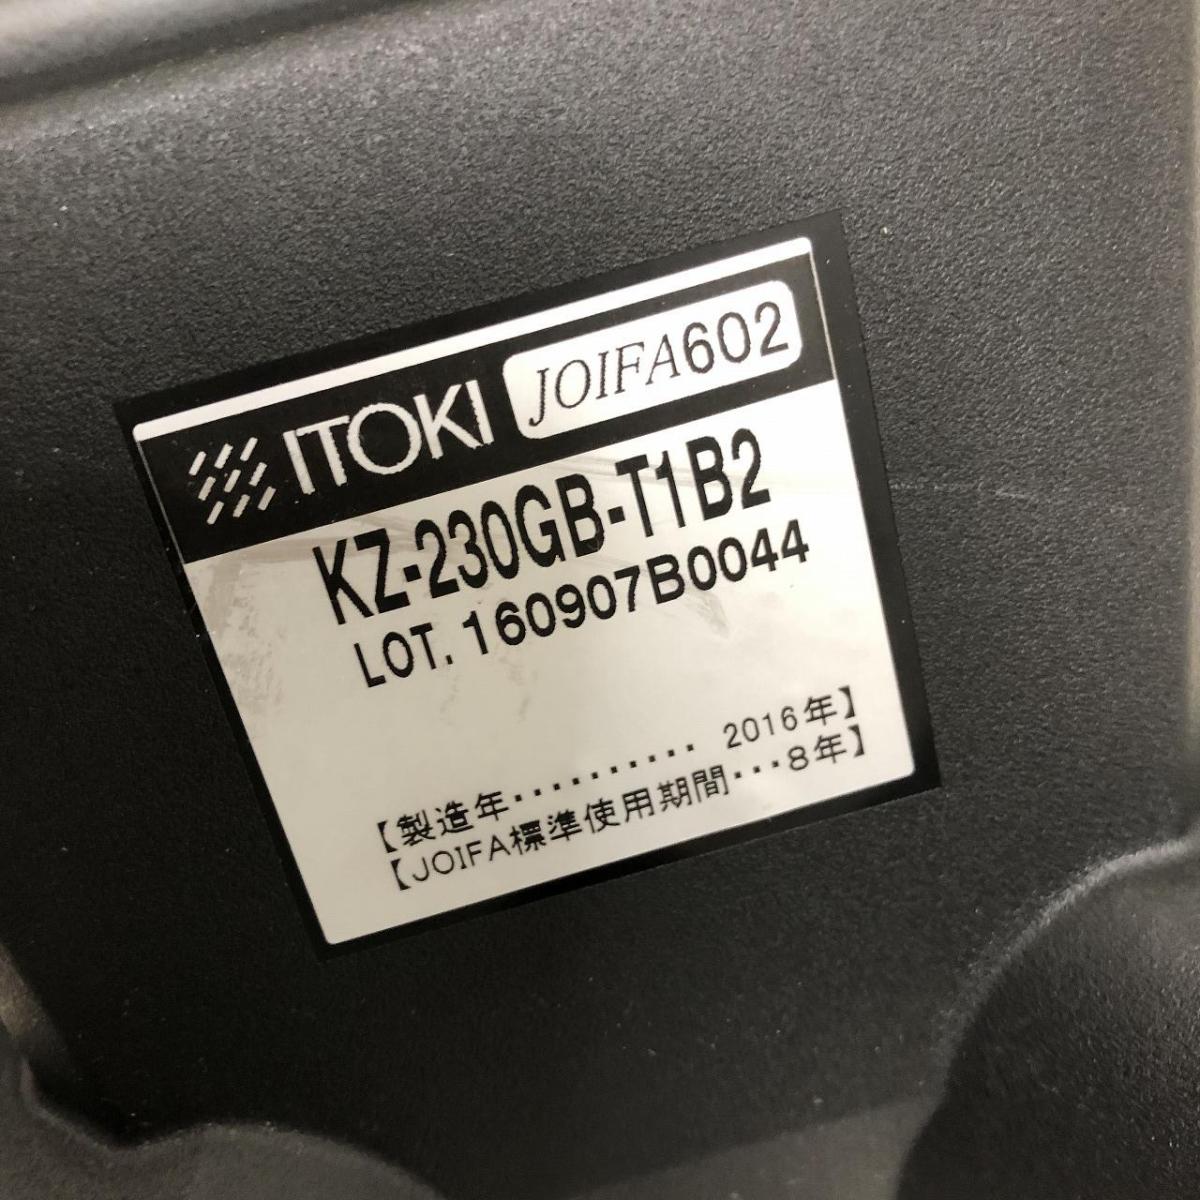 ITOKI JOIFA602
KZ-230GB-T1B2
LOT. 160907B0044
【製造年・・・・・・・・・・ 2016年】
【JOIFA標準使用期間・・・8年】